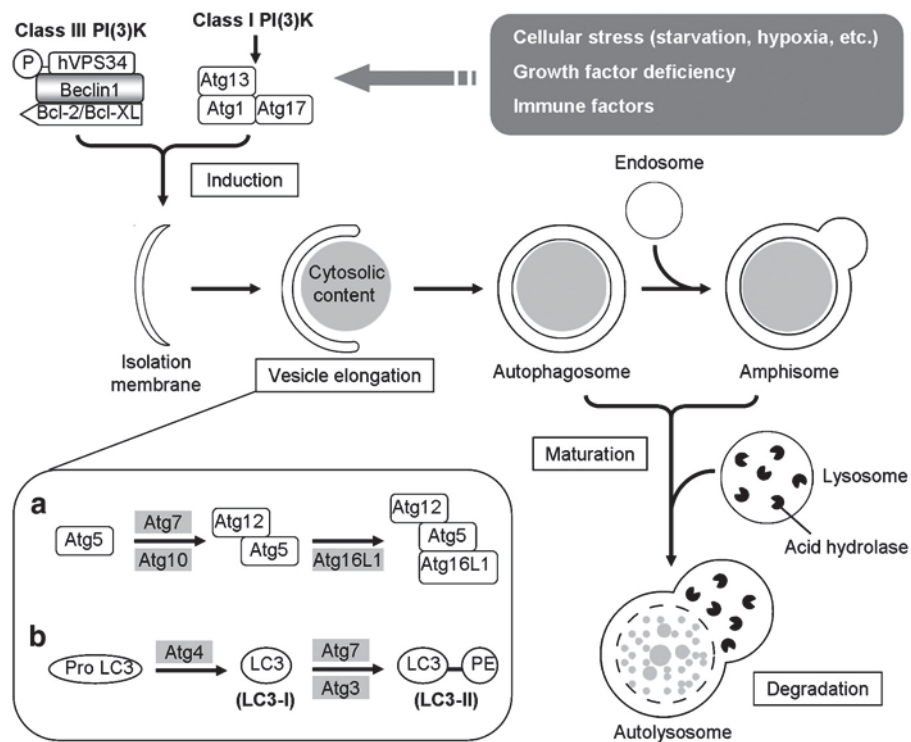 Class III PI(3)K
P
hVPS34
Beclin1
Bcl-2/Bcl-XL
Class I PI(3)K
Atg13
Atg1
Atg17
Cellular stress (starvation, hypoxia, etc.)
Growth factor deficiency
Immune factors
Induction
Endosome
Cytosolic
content
Isolation
membrane
Vesicle elongation
Autophagosome
Amphisome
Maturation
Lysosome
Acid hydrolase
a
Atg5
Atg7
Atg10
Atg12
Atg5
Atg16L1
Atg12
Atg5
Atg16L1
b
Pro LC3
Atg4
LC3
(LC3-I)
Atg7
Atg3
LC3
PE
(LC3-II)
Degradation
Autolysosome